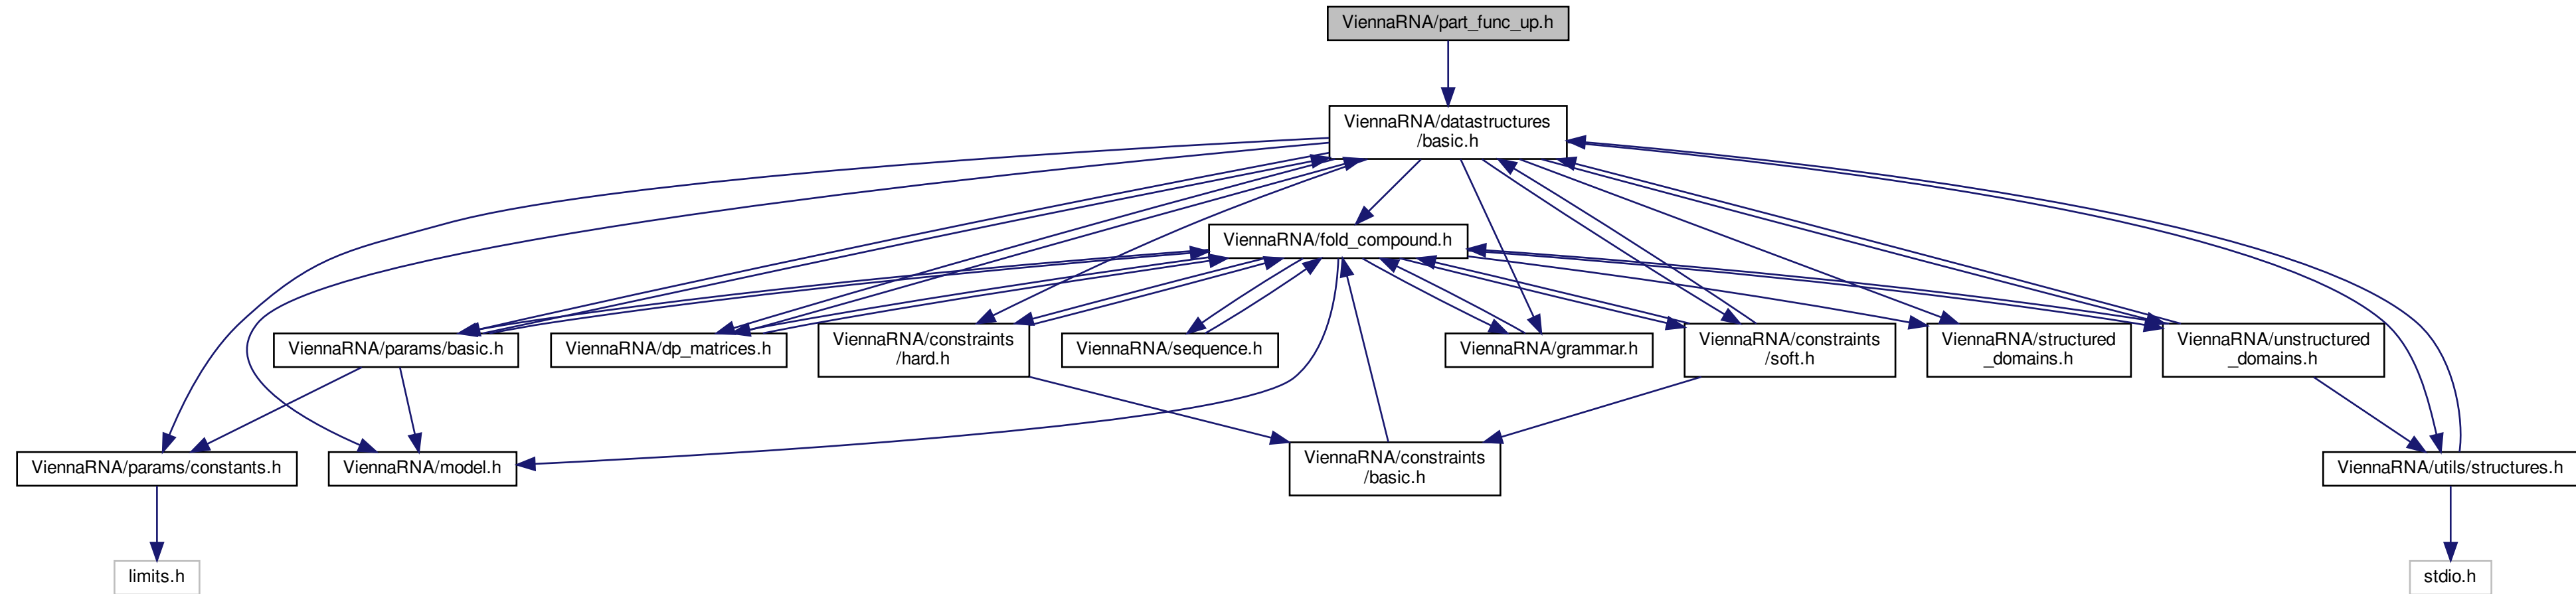 ViennaRNA/part_func_up.h
ViennaRNA/datastructures
/basic.h
ViennaRNA/fold_compound.h
ViennaRNA/params/basic.h
ViennaRNA/dp_matrices.h
ViennaRNA/constraints
/hard.h
ViennaRNA/sequence.h
ViennaRNA/grammar.h
ViennaRNA/constraints
/soft.h
ViennaRNA/structured
_domains.h
ViennaRNA/unstructured
_domains.h
ViennaRNA/params/constants.h
ViennaRNA/model.h
ViennaRNA/constraints
/basic.h
ViennaRNA/utils/structures.h
limits.h
stdio.h